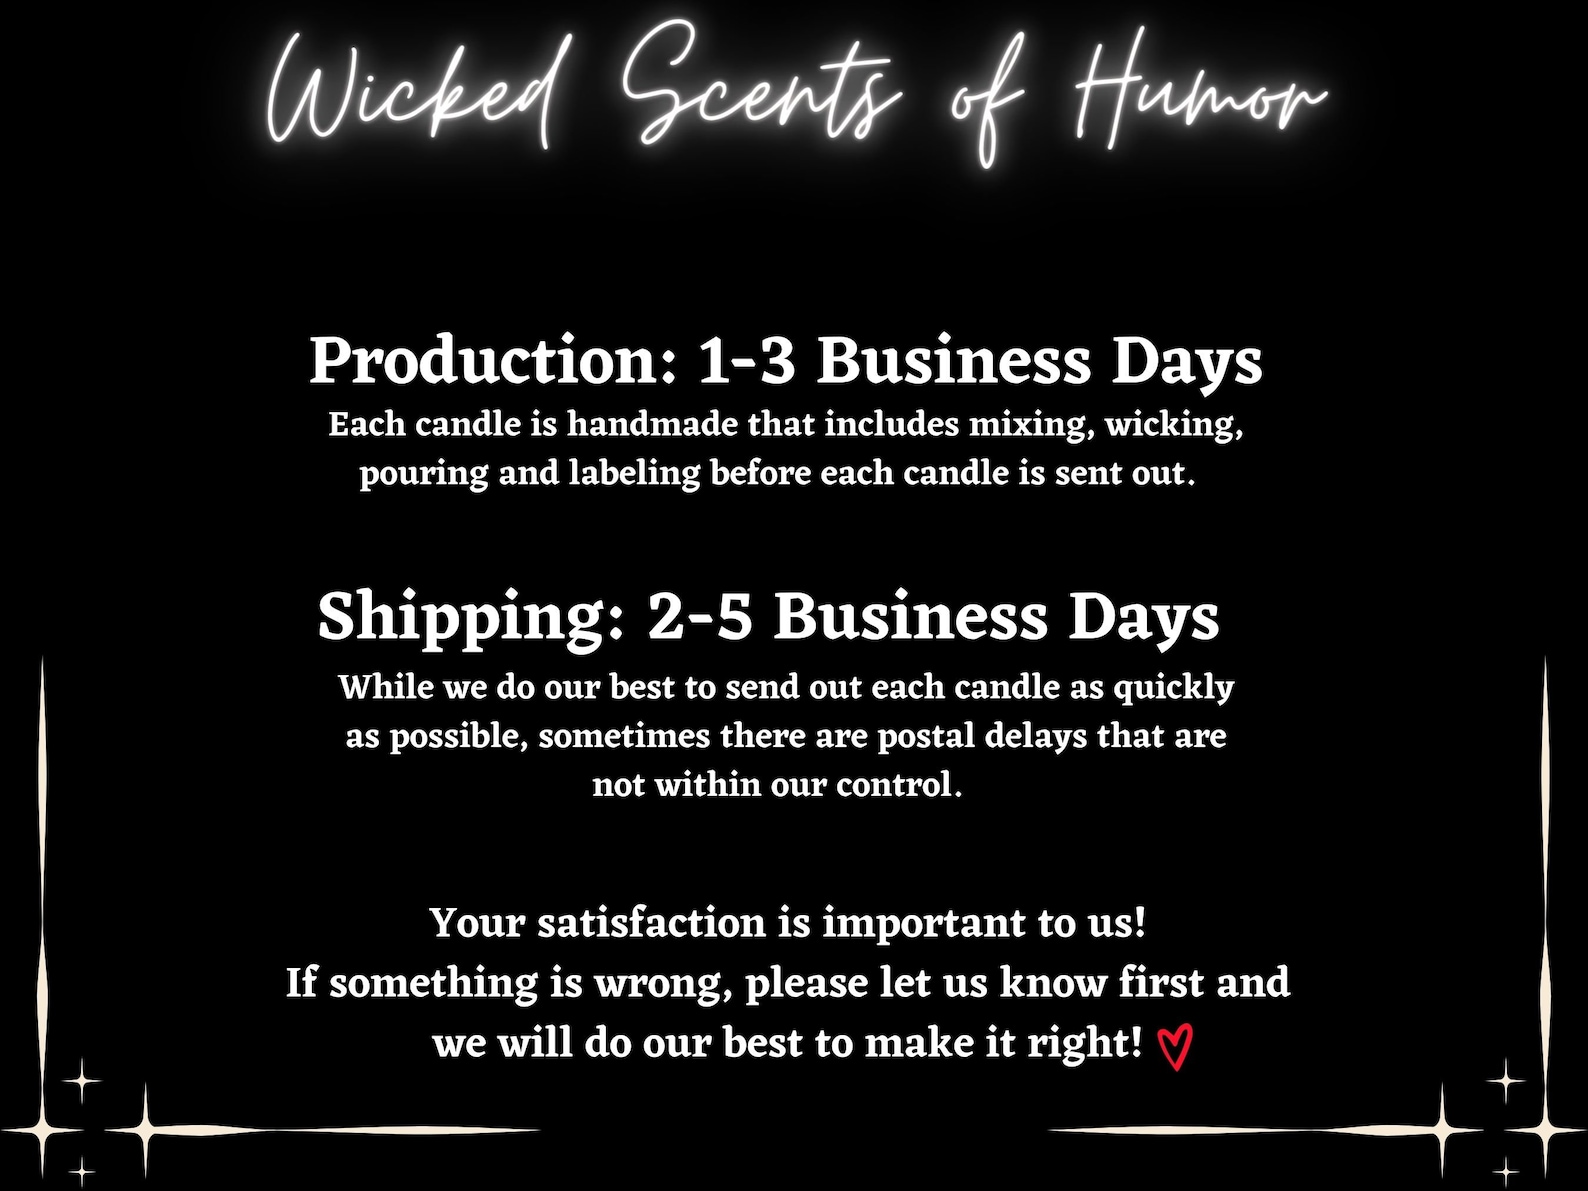 Wicked Scents of Humor
Production: 1-3 Business Days
Each candle is handmade that includes mixing, wicking,
pouring and labeling before each candle is sent out.
Shipping: 2-5 Business Days
While we do our best to send out each candle as quickly
as possible, sometimes there are postal delays that are
not within our control.
Your satisfaction is important to us!
If something is wrong, please let us know first and
we will do our best to make it right!